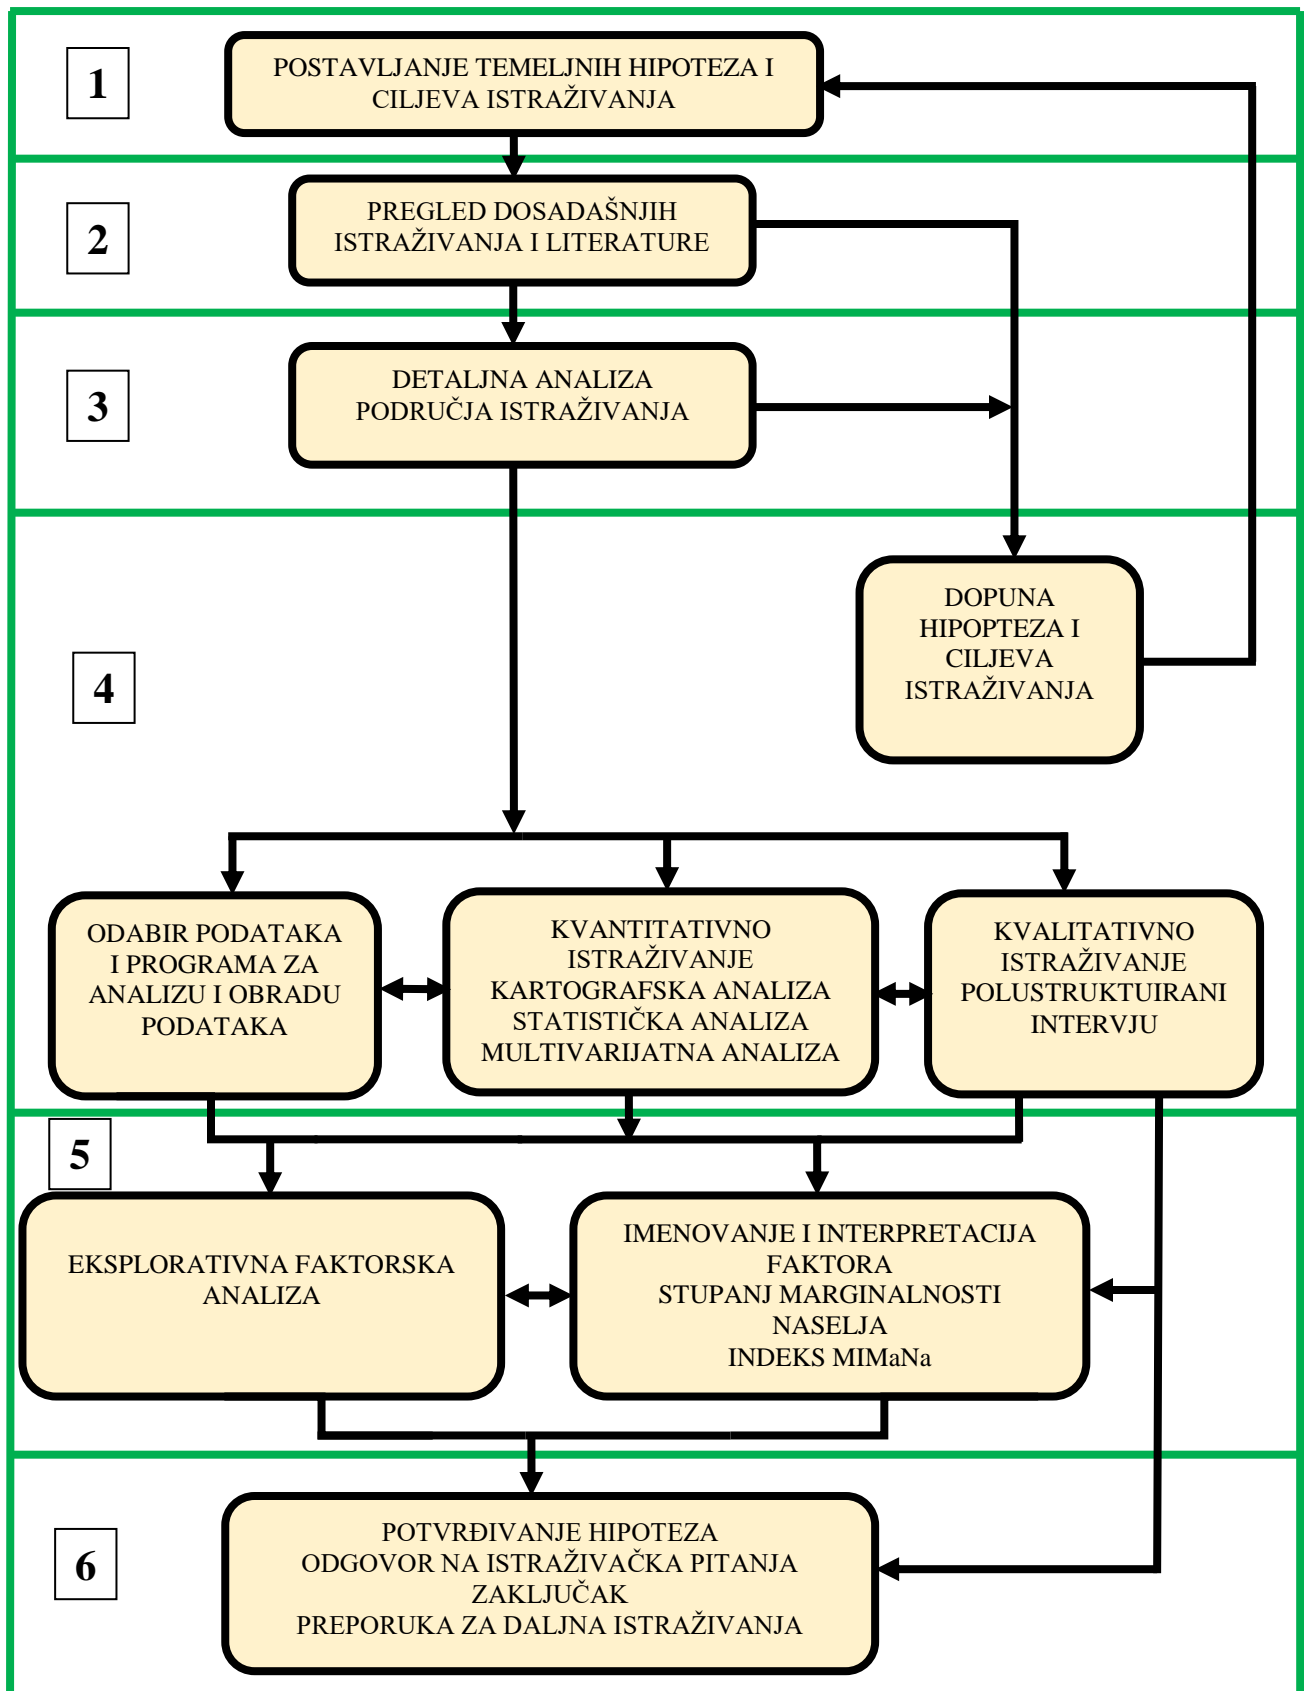 1
POSTAVLJANJE TEMELJNIH HIPOTEZA I
CILJEVA ISTRAŽIVANJA
2
PREGLED DOSADAŠNJIH
ISTRAŽIVANJA I LITERATURE
3
DETALJNA ANALIZA
PODRUČJA ISTRAŽIVANJA
4
DOPUNA
HIPOPTEZA I
CILJEVA
ISTRAŽIVANJA
ODABIR PODATAKA
I PROGRAMA ZA
ANALIZU I OBRADU
PODATAKA
KVANTITATIVNO
ISTRAŽIVANJE
KARTOGRAFSKA ANALIZA
STATISTIČKA ANALIZA
MULTIVARIJATNA ANALIZA
KVALITATIVNO
ISTRAŽIVANJE
POLUSTRUKTUIRANI
INTERVJU
5
EKSPLORATIVNA FAKTORSKA
ANALIZA
IMENOVANJE I INTERPRETACIJA
FAKTORA
STUPANJ MARGINALNOSTI
NASELJA
INDEKS MIMaNa
6
POTVRĐIVANJE HIPOTEZA
ODGOVOR NA ISTRAŽIVAČKA PITANJA
ZAKLJUČAK
PREPORUKA ZA DALJNA ISTRAŽIVANJA